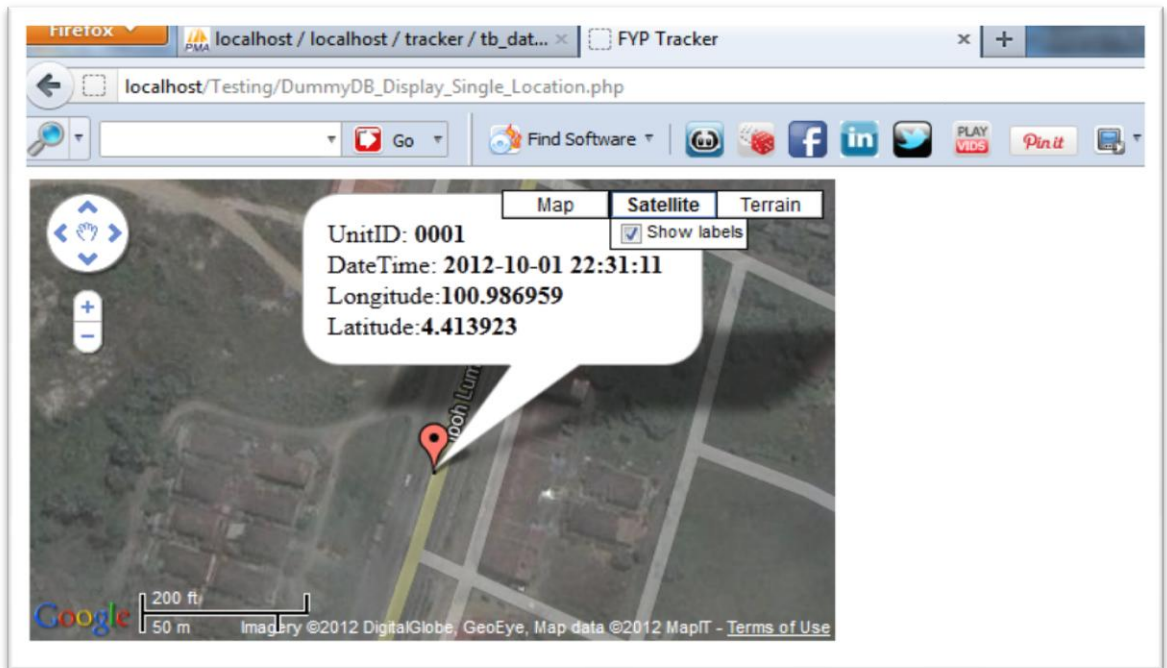 Firefox
PMA localhost / localhost / tracker / tb_dat... × FYP Tracker × +
localhost/Testing/DummyDB_Display_Single_Location.php
Go Find Software f in PLAY VIDS Pin it
Map Satellite Terrain
Show labels
UnitID: 0001
DateTime: 2012-10-01 22:31:11
Longitude:100.986959
Latitude:4.413923
200 ft
50 m
Google
Imagery ©2012 DigitalGlobe, GeoEye, Map data ©2012 MapIT - Terms of Use